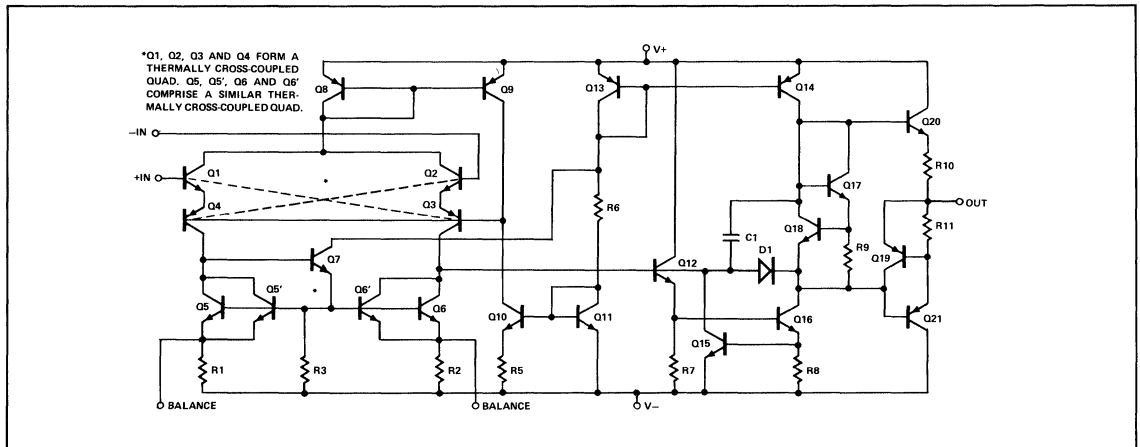 *Q1, Q2, Q3 AND Q4 FORM A
THERMALLY CROSS-COUPLED
QUAD. Q5, Q5', Q6 AND Q6'
COMPRISE A SIMILAR THER-
MALLY CROSS-COUPLED QUAD.
V+
Q8
Q9
Q13
Q14
Q20
-IN
+IN
Q1
*
Q2
Q17
R10
Q4
Q3
R6
OUT
C1
Q18
R9
R11
Q7
Q12
D1
Q19
Q5
Q5'
*
Q6'
Q6
Q10
Q11
Q16
Q21
Q15
R1
R3
R2
R5
R7
R8
BALANCE
BALANCE
V-